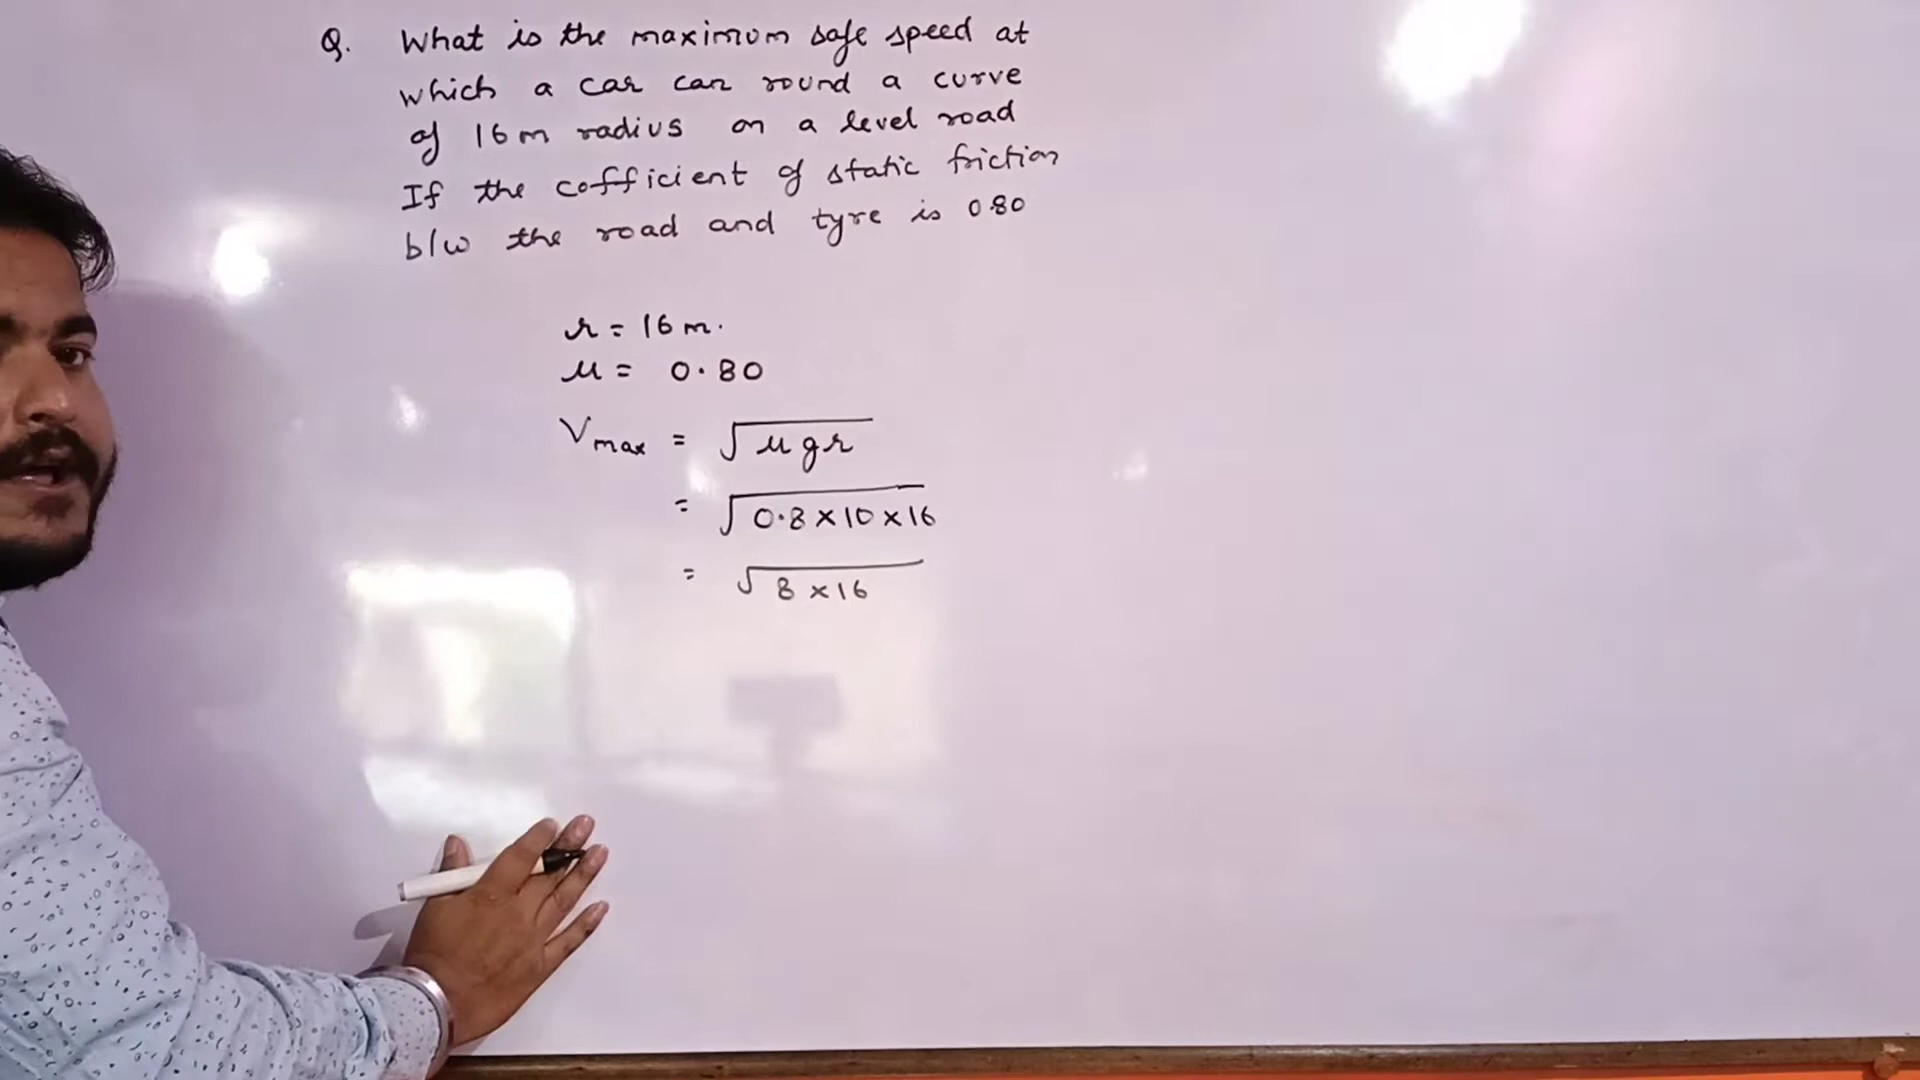 Q. What is the maximum safe speed at
which a car can round a curve
of 16m radius on a level road
If the cofficient of static friction
b/w the road and tyre is 0.80
r = 16 m.
μ = 0.80
Vmax = √μgr
= √0.8×10×16
= √8×16